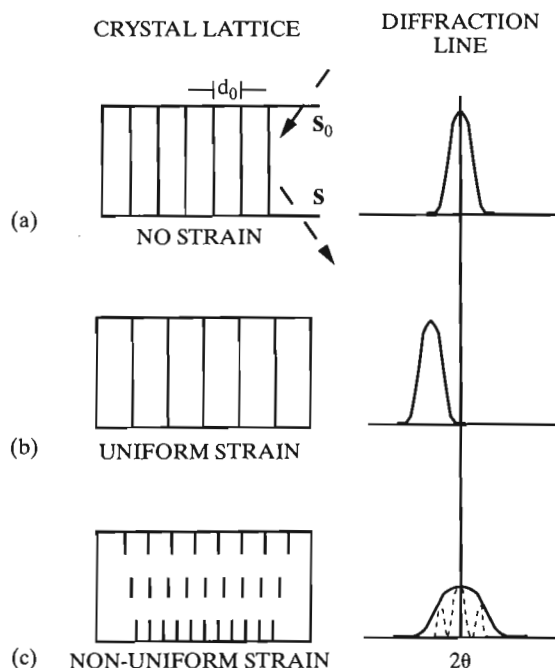 CRYSTAL LATTICE
DIFFRACTION
LINE
d0
S0
S
(a)
NO STRAIN
(b)
UNIFORM STRAIN
(c)
NON-UNIFORM STRAIN
2θ